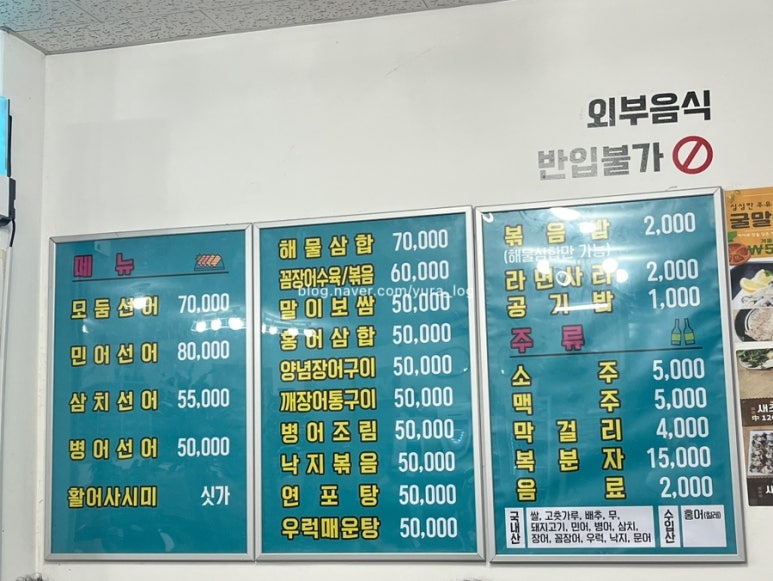 외부음식
반입불가
메뉴
모둠선어 70,000
민어선어 80,000
삼치선어 55,000
병어선어 50,000
활어사시미 싯가
해물삼합 70,000
꼼장어수육/볶음 60,000
말이보쌈 50,000
홍어삼합 50,000
양념장어구이 50,000
깨장어통구이 50,000
병어조림 50,000
낙지볶음 50,000
연포탕 50,000
우럭매운탕 50,000
blog.naver.com/yura_log
볶음밥 2,000
(해물삼합만 가능)
라면사리 2,000
공기밥 1,000
주류
소주 5,000
맥주 5,000
막걸리 4,000
복분자 15,000
음료 2,000
국내산
쌀, 고춧가루, 배추, 무,
돼지고기, 민어, 병어, 삼치,
장어, 꼼장어, 우럭, 낙지, 문어
수입산
홍어(칠레)
굴말
₩5